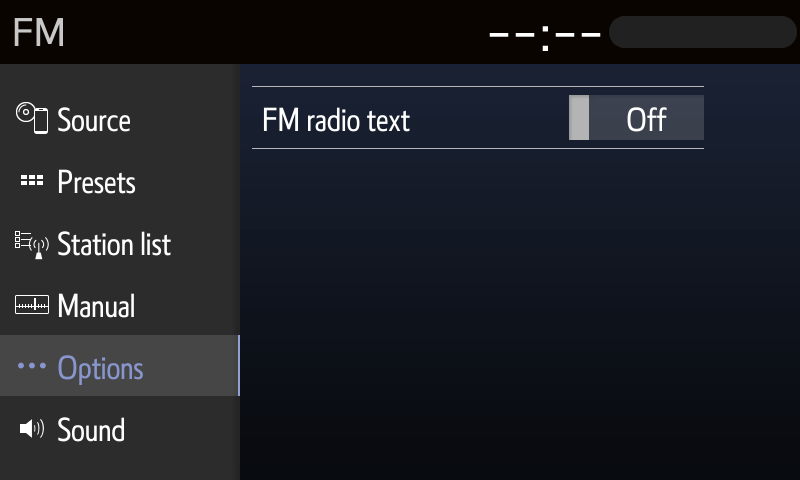 FM
--:--
Source
FM radio text
Off
Presets
Station list
Manual
Options
Sound